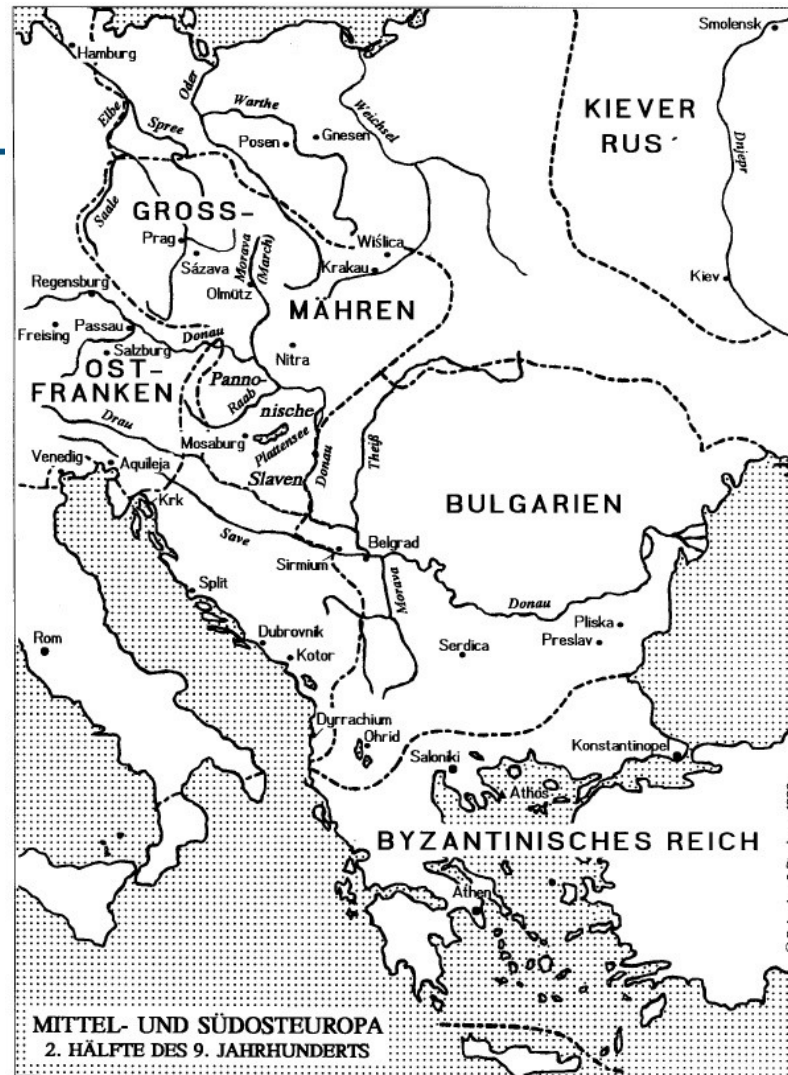 Smolensk
Hamburg
Oder
Elbe
Warthe
Weichsel
KIEVER
RUS
Spree
Posen
Gnesen
Dnjepr
Saale
GROSS-
Prag
Sázava
Morava
(March)
Wiślica
Krakau
Olmütz
Kiev
Regensburg
MÄHREN
Freising
Passau
Donau
Salzburg
Nitra
OST-
FRANKEN
Panno-
Raab
nische
Drau
Mosaburg
Plattensee
Donau
Theiß
Slaven
Venedig
Aquileja
BULGARIEN
Krk
Save
Belgrad
Sirmium
Morava
Split
Donau
Pliska
Rom
Dubrovnik
Serdica
Preslav
Kotor
Dyrrachium
Ohrid
Saloniki
Konstantinopel
Athos
BYZANTINISCHES REICH
Athen
MITTEL- UND SÜDOSTEUROPA
2. HÄLFTE DES 9. JAHRHUNDERTS